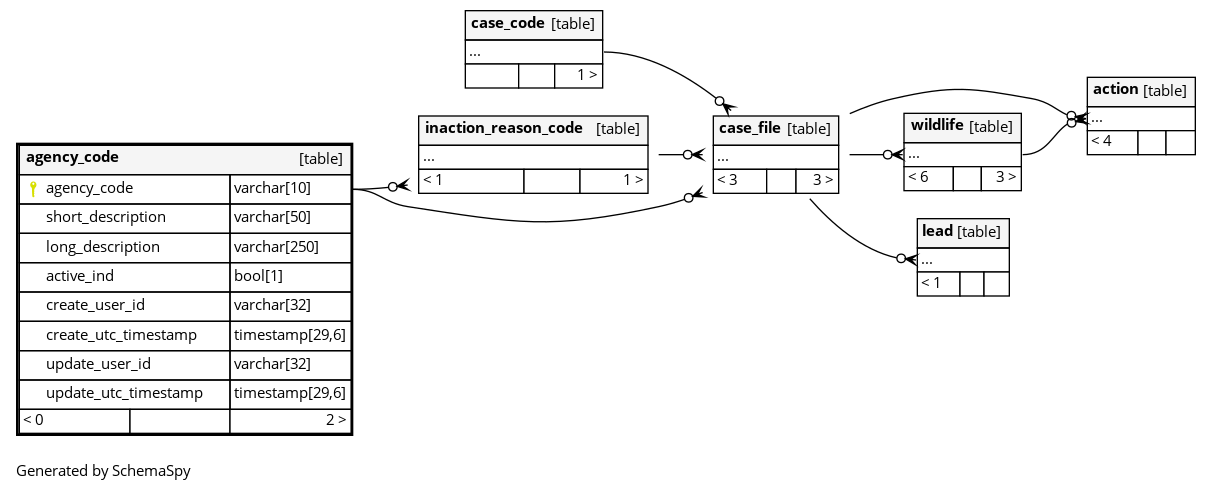 case_code [table]
...
1 >
action [table]
...
< 4
inaction_reason_code [table]
...
< 1 1 >
case_file [table]
...
< 3 3 >
wildlife [table]
...
< 6 3 >
agency_code [table]
agency_code varchar[10]
short_description varchar[50]
long_description varchar[250]
active_ind bool[1]
create_user_id varchar[32]
create_utc_timestamp timestamp[29,6]
update_user_id varchar[32]
update_utc_timestamp timestamp[29,6]
< 0 2 >
lead [table]
...
< 1
Generated by SchemaSpy